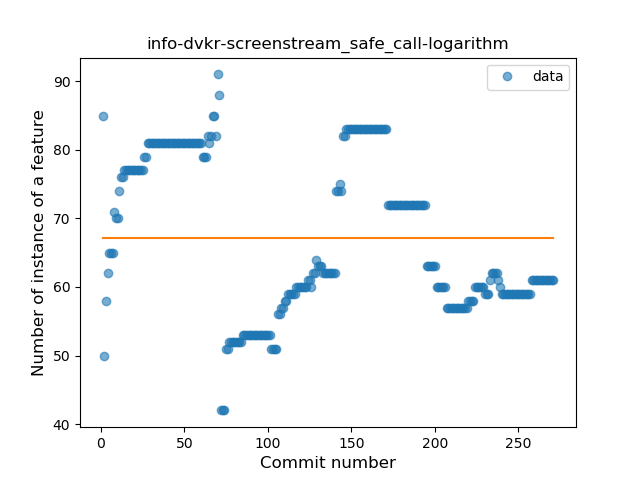 info-dvkr-screenstream_safe_call-logarithm
data
Number of instance of a feature
90
80
70
60
50
40
0 50 100 150 200 250
Commit number